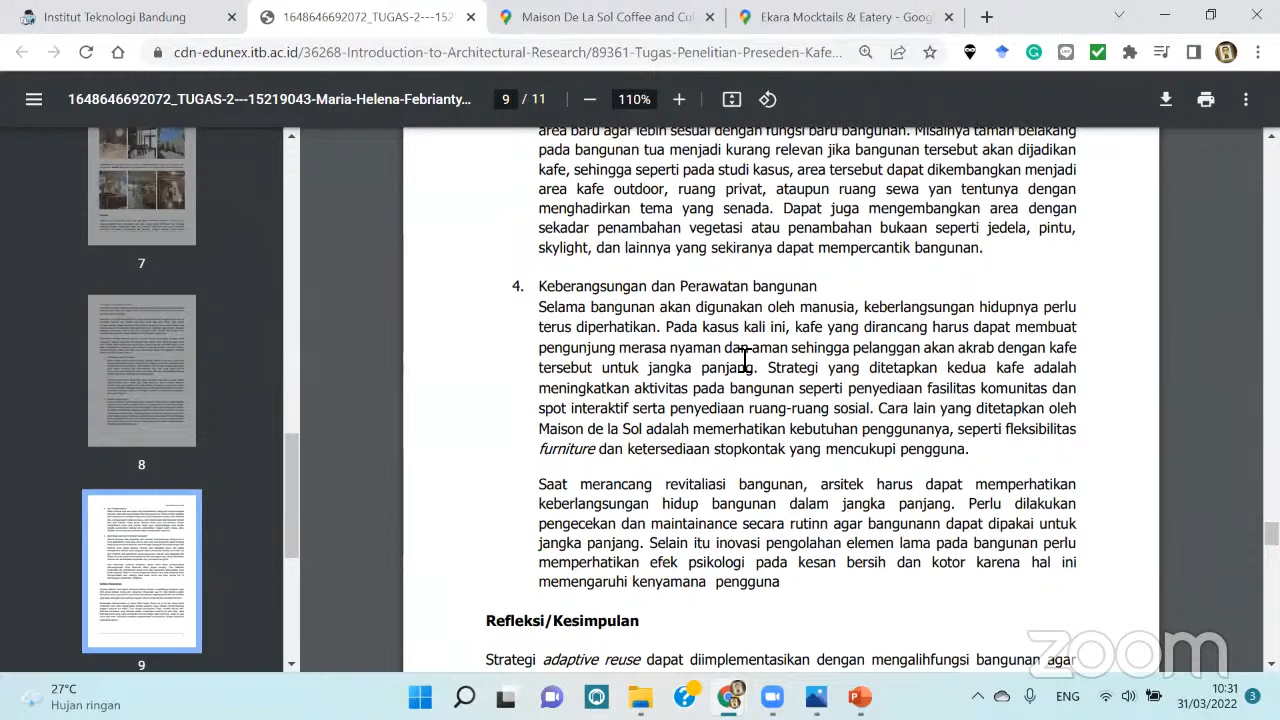 Institut Teknologi Bandung
1648646692072_TUGAS-2---152
Maison De La Sol Coffee and Cul
Ekara Mocktails & Eatery - Goog
cdn-edunex.itb.ac.id/36268-Introduction-to-Architectural-Research/89361-Tugas-Penelitian-Preseden-Kafe...
1648646692072_TUGAS-2---15219043-Maria-Helena-Febrianty...
9 / 11
110%
area baru agar lebih sesuai dengan fungsi baru bangunan. Misalnya taman belakang
pada bangunan tua menjadi kurang relevan jika bangunan tersebut akan dijadikan
kafe, sehingga seperti pada studi kasus, area tersebut dapat dikembangkan menjadi
area kafe outdoor, ruang privat, ataupun ruang sewa yan tentunya dengan
menghadirkan tema yang senada. Dapat juga mengembangkan area dengan
sekadar penambahan vegetasi atau penambahan bukaan seperti jedela, pintu,
skylight, dan lainnya yang sekiranya dapat mempercantik bangunan.
4. Keberangsungan dan Perawatan bangunan
Selama bangunan akan digunakan oleh manusia, keberlangsungan hidupnya perlu
terus diperhatikan. Pada kasus kali ini, kafe yang dirancang harus dapat membuat
pengunjung merasa nyaman dan aman sehingga pelanggan akan akrab dengan kafe
tersebut untuk jangka panjang. Strategi yang ditetapkan kedua kafe adalah
meningkatkan aktivitas pada bangunan seperti penyediaan fasilitas komunitas dan
spot interaktif serta penyediaan ruang-ruang sosial. Cara lain yang ditetapkan oleh
Maison de la Sol adalah memerhatikan kebutuhan penggunanya, seperti fleksibilitas
furniture dan ketersediaan stopkontak yang mencukupi pengguna.
Saat merancang revitaliasi bangunan, arsitek harus dapat memperhatikan
keberlangsungan hidup bangunan dalam jangka panjang. Perlu dilakukan
pengecekan dan maintainance secara rutinn agar bangunann dapat dipakai untuk
jangka panjang. Selain itu inovasi pengolahan elemen lama pada bangunan perlu
memperhatikan efek psikologi pada kesan bersih dan kotor karena hal ini
memengaruhi kenyamana pengguna
Refleksi/Kesimpulan
Strategi adaptive reuse dapat diimplementasikan dengan mengalihfungsi bangunan agar
7
8
9
zoom
27°C
Hujan ringan
ENG
10:31
31/03/2022
3